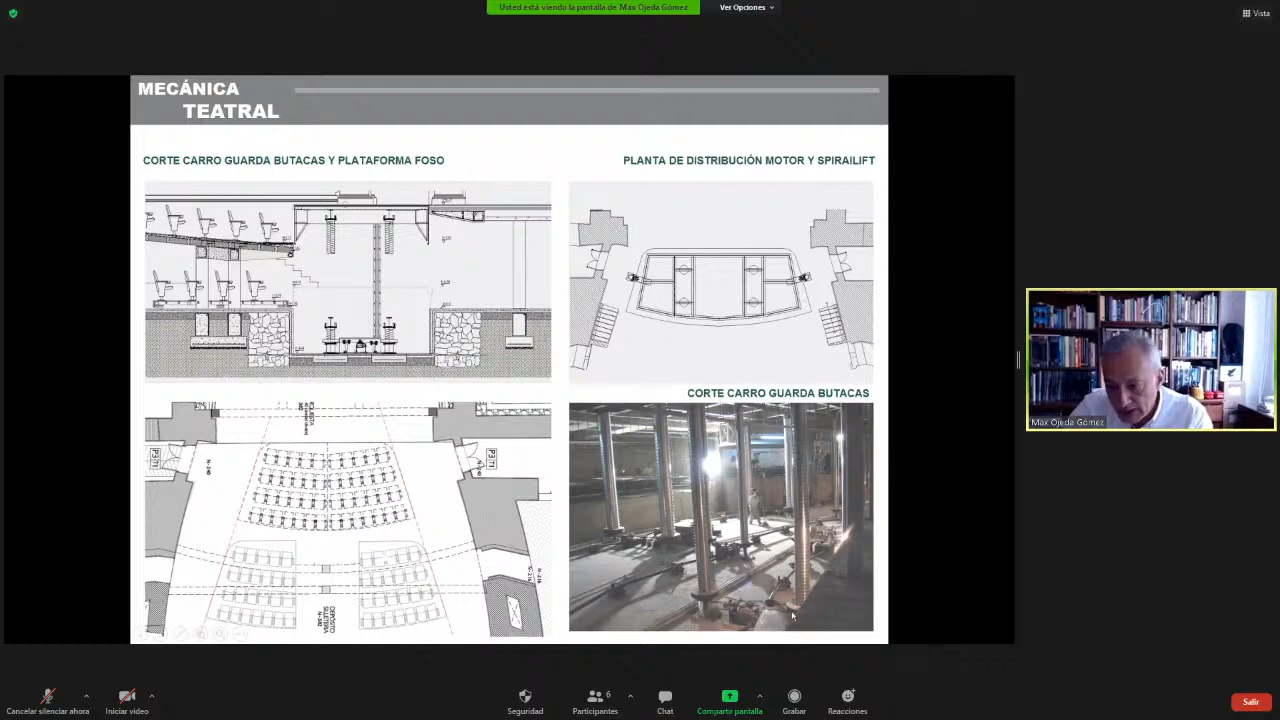 Usted está viendo la pantalla de Max Ojeda Gómez
Ver Opciones
Vista
MECÁNICA
TEATRAL
CORTE CARRO GUARDA BUTACAS Y PLATAFORMA FOSO
PLANTA DE DISTRIBUCIÓN MOTOR Y SPIRAILIFT
CORTE CARRO GUARDA BUTACAS
Max Ojeda Gómez
Cancelar silenciar ahora
Iniciar video
Seguridad
Participantes
6
Chat
Compartir pantalla
Grabar
Reacciones
Salir